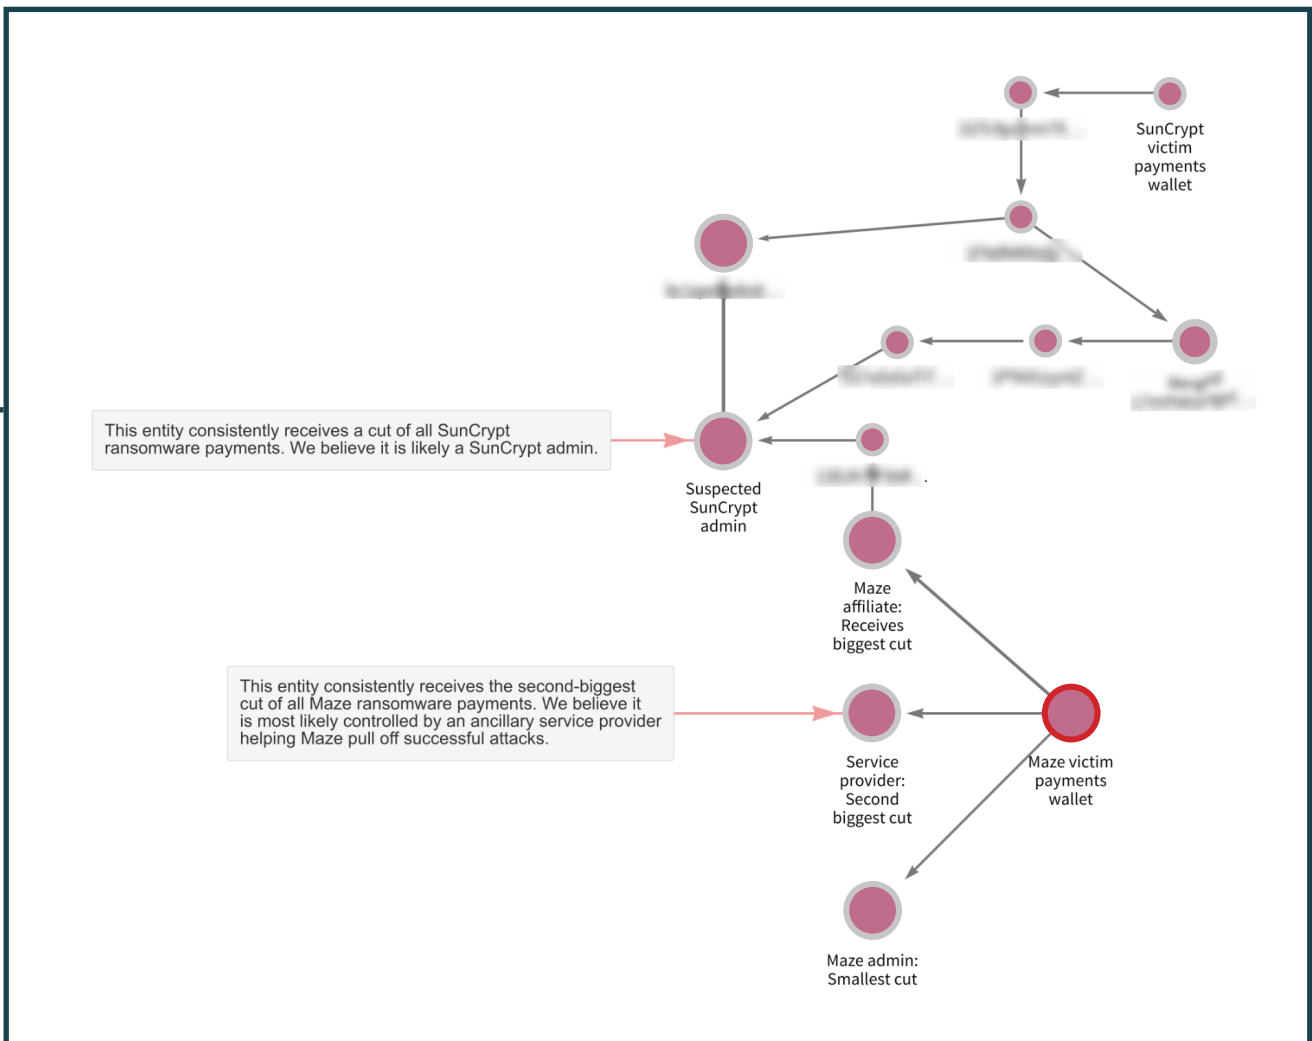 SunCrypt
victim
payments
wallet
This entity consistently receives a cut of all SunCrypt
ransomware payments. We believe it is likely a SunCrypt admin.
Suspected
SunCrypt
admin
Maze
affiliate:
Receives
biggest cut
This entity consistently receives the second-biggest
cut of all Maze ransomware payments. We believe it
is most likely controlled by an ancillary service provider
helping Maze pull off successful attacks.
Service
provider:
Second
biggest cut
Maze victim
payments
wallet
Maze admin:
Smallest cut